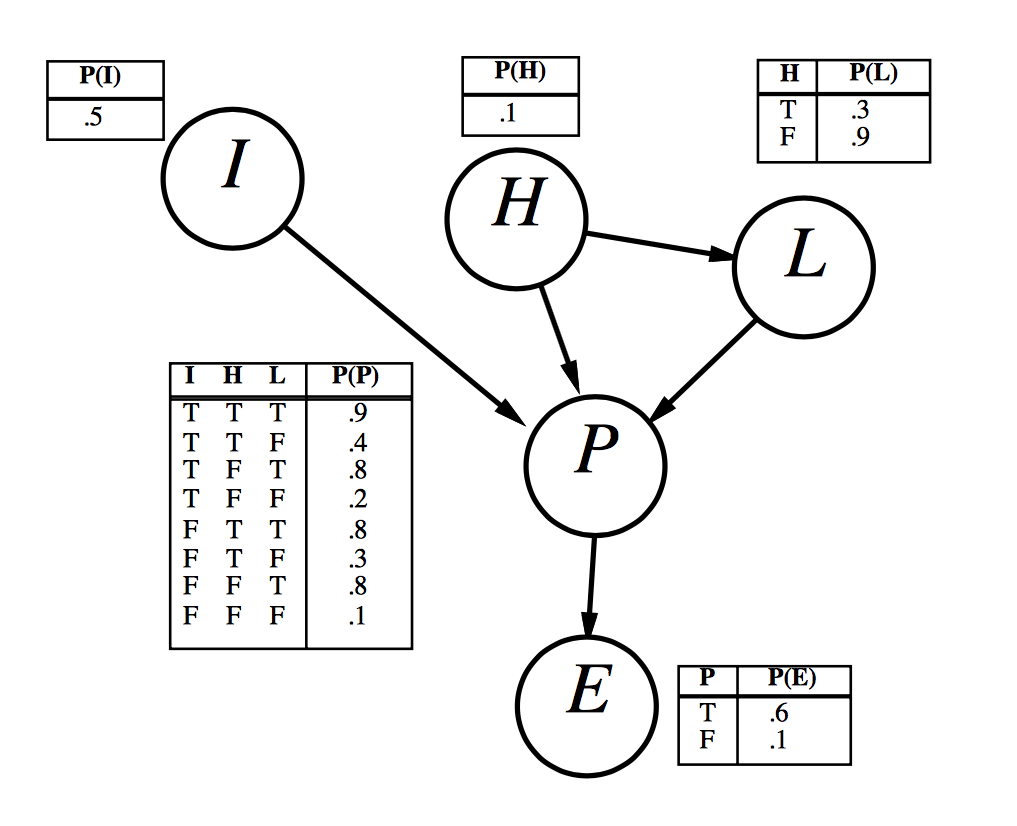 P(I)
.5
I
P(H)
.1
H
H P(L)
T .3
F .9
L
I H L P(P)
T T T .9
T T F .4
T F T .8
T F F .2
F T T .8
F T F .3
F F T .8
F F F .1
P
E
P P(E)
T .6
F .1